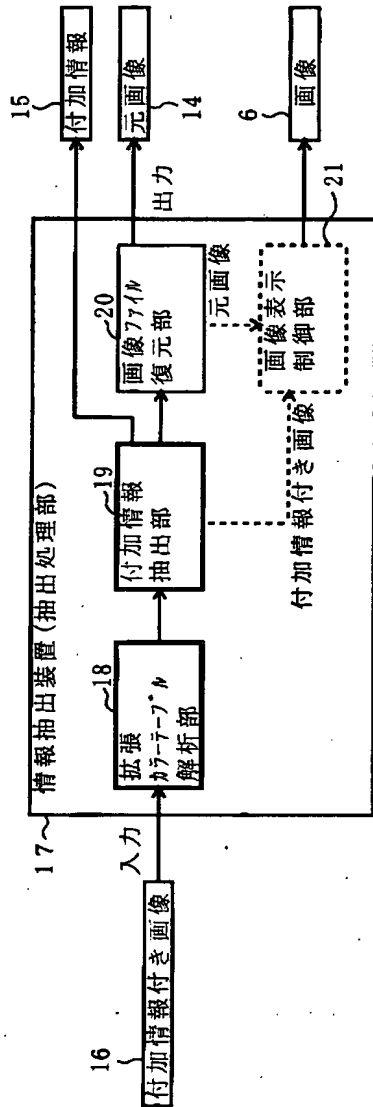 17
情報抽出装置(抽出処理部)
16
付加情報付き画像
入力
18
拡張
カラーテーブル
解析部
19
付加情報
抽出部
20
画像ファイル
復元部
出力
15
付加情報
元画像
14
元画像
付加情報付き画像
画像表示
制御部
21
6
画像